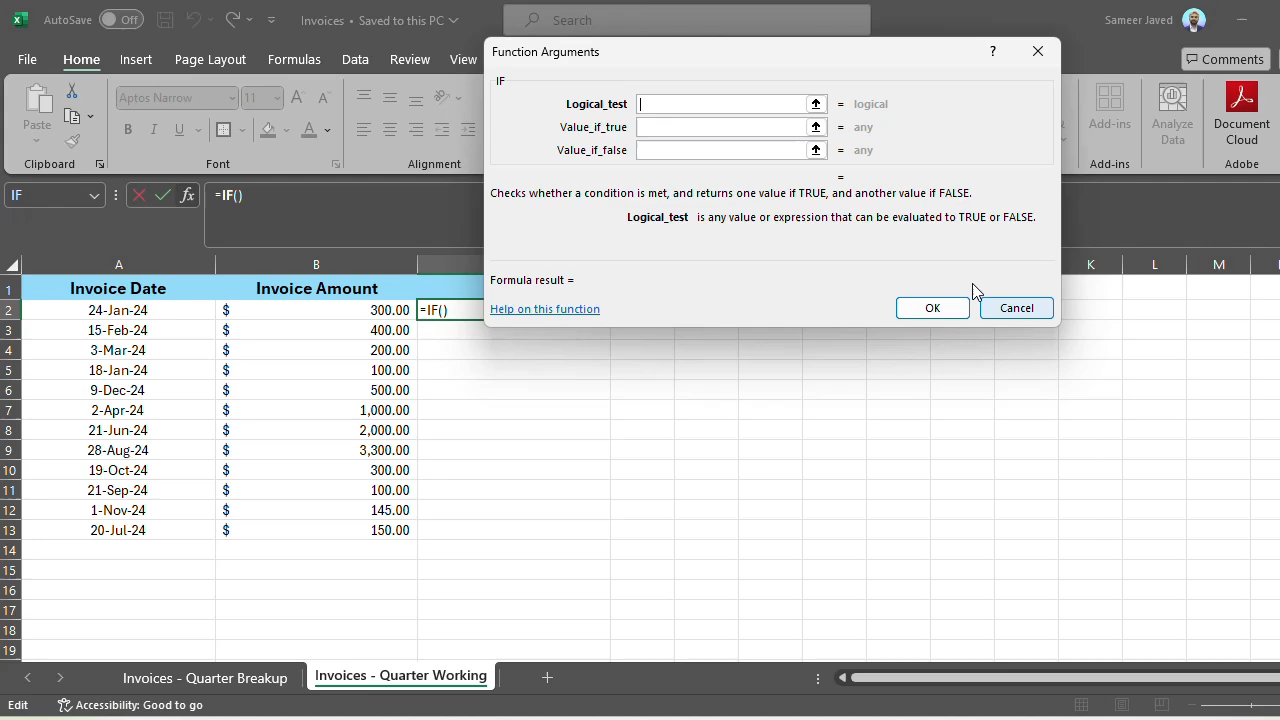 AutoSave Off Invoices • Saved to this PC Search Sameer Javed
File Home Insert Page Layout Formulas Data Review View Comments
Function Arguments ?
IF
Logical_test = logical
Value_if_true = any
Value_if_false = any
=
Checks whether a condition is met, and returns one value if TRUE, and another value if FALSE.
Logical_test is any value or expression that can be evaluated to TRUE or FALSE.
Formula result =
Help on this function OK Cancel
Paste Aptos Narrow 11 A A
B I U A
Add-ins Analyze Data Document Cloud
Clipboard Font Alignment Add-ins Adobe
IF fx =IF()
A B K L M
1 Invoice Date Invoice Amount
2 24-Jan-24 $ 300.00 =IF()
3 15-Feb-24 $ 400.00
4 3-Mar-24 $ 200.00
5 18-Jan-24 $ 100.00
6 9-Dec-24 $ 500.00
7 2-Apr-24 $ 1,000.00
8 21-Jun-24 $ 2,000.00
9 28-Aug-24 $ 3,300.00
10 19-Oct-24 $ 300.00
11 21-Sep-24 $ 100.00
12 1-Nov-24 $ 145.00
13 20-Jul-24 $ 150.00
14
15
16
17
18
19
Invoices - Quarter Breakup Invoices - Quarter Working
Edit Accessibility: Good to go